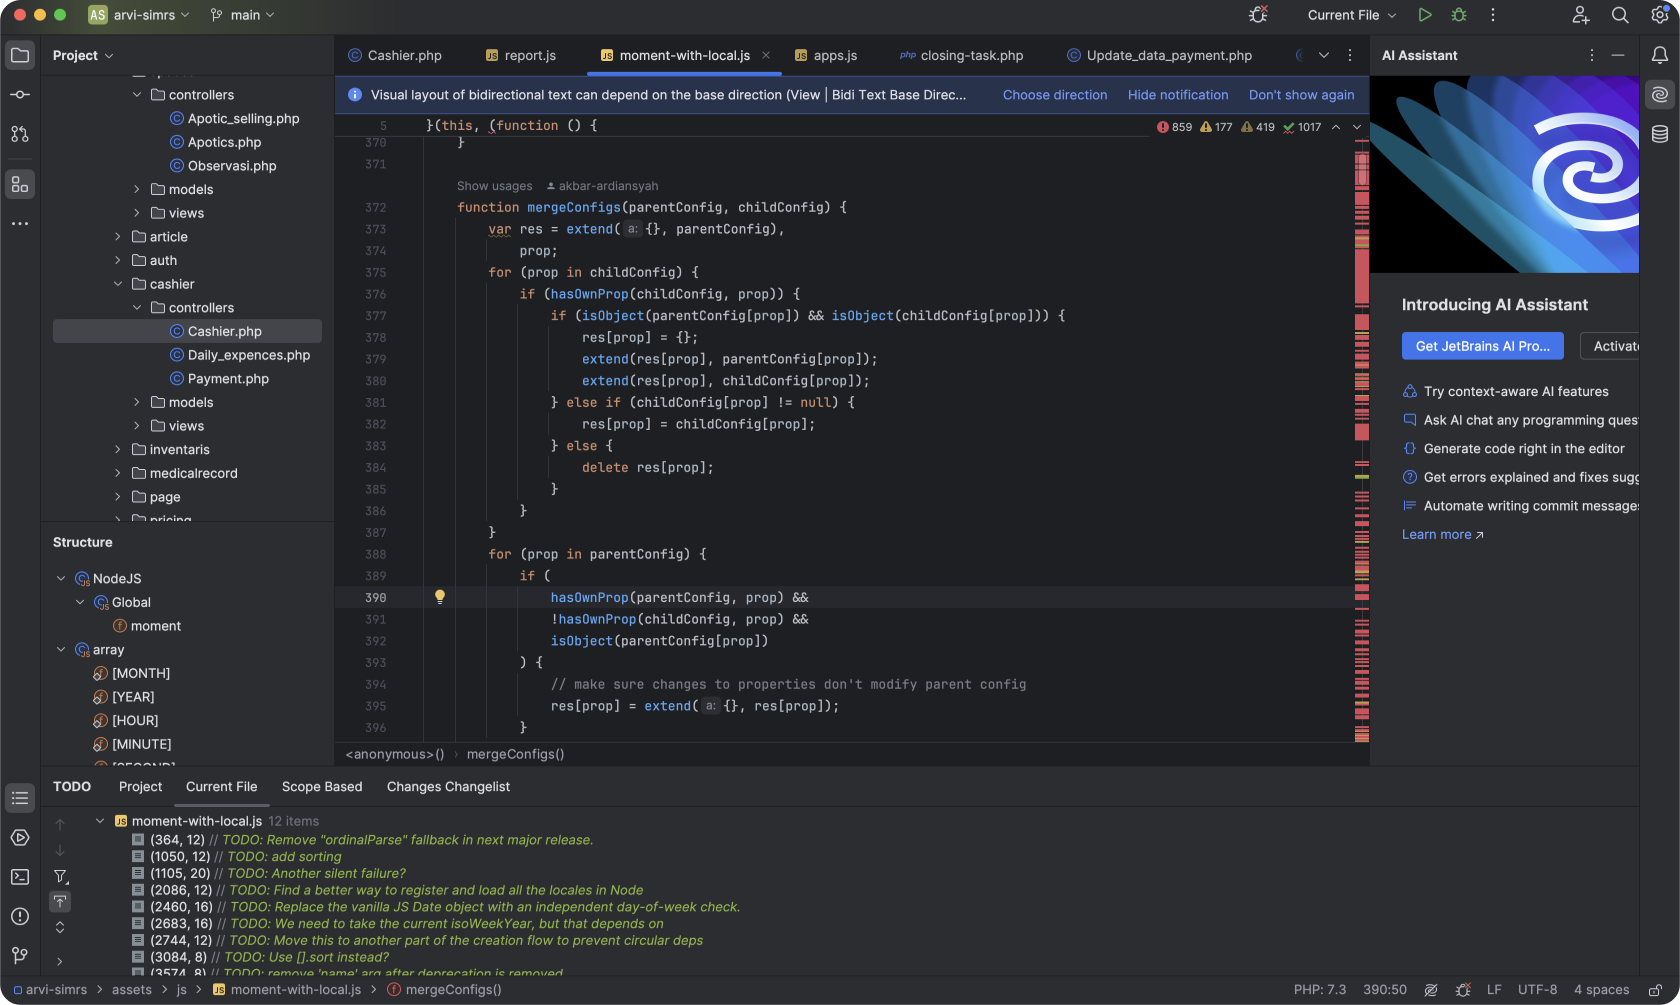 AS arvi-simrs main
Current File
Project
controllers
Apotic_selling.php
Apotics.php
Observasi.php
models
views
article
auth
cashier
controllers
Cashier.php
Daily_expences.php
Payment.php
models
views
inventaris
medicalrecord
page
pricing
Structure
NodeJS
Global
moment
array
[MONTH]
[YEAR]
[HOUR]
[MINUTE]
[SECOND]
Cashier.php
report.js
moment-with-local.js
apps.js
closing-task.php
Update_data_payment.php
Visual layout of bidirectional text can depend on the base direction (View | Bidi Text Base Direc...
Choose direction
Hide notification
Don't show again
5 }(this, (function () {
859 177 419 1017
370 }
371
Show usages akbar-ardiansyah
372 function mergeConfigs(parentConfig, childConfig) {
373 var res = extend( a: {}, parentConfig),
374 prop;
375 for (prop in childConfig) {
376 if (hasOwnProp(childConfig, prop)) {
377 if (isObject(parentConfig[prop]) && isObject(childConfig[prop])) {
378 res[prop] = {};
379 extend(res[prop], parentConfig[prop]);
380 extend(res[prop], childConfig[prop]);
381 } else if (childConfig[prop] != null) {
382 res[prop] = childConfig[prop];
383 } else {
384 delete res[prop];
385 }
386 }
387 }
388 for (prop in parentConfig) {
389 if (
390 hasOwnProp(parentConfig, prop) &&
391 !hasOwnProp(childConfig, prop) &&
392 isObject(parentConfig[prop])
393 ) {
394 // make sure changes to properties don't modify parent config
395 res[prop] = extend( a: {}, res[prop]);
396 }
<anonymous>() mergeConfigs()
AI Assistant
Introducing AI Assistant
Get JetBrains AI Pro...
Activate
Try context-aware AI features
Ask AI chat any programming ques
Generate code right in the editor
Get errors explained and fixes sugg
Automate writing commit messages
Learn more ↗
TODO Project Current File Scope Based Changes Changelist
moment-with-local.js 12 items
(364, 12) // TODO: Remove "ordinalParse" fallback in next major release.
(1050, 12) // TODO: add sorting
(1105, 20) // TODO: Another silent failure?
(2086, 12) // TODO: Find a better way to register and load all the locales in Node
(2460, 16) // TODO: Replace the vanilla JS Date object with an independent day-of-week check.
(2683, 16) // TODO: We need to take the current isoWeekYear, but that depends on
(2744, 12) // TODO: Move this to another part of the creation flow to prevent circular deps
(3084, 8) // TODO: Use [].sort instead?
(3574, 8) // TODO: remove 'name' arg after deprecation is removed
arvi-simrs > assets > js > moment-with-local.js > mergeConfigs()
PHP: 7.3 390:50 LF UTF-8 4 spaces